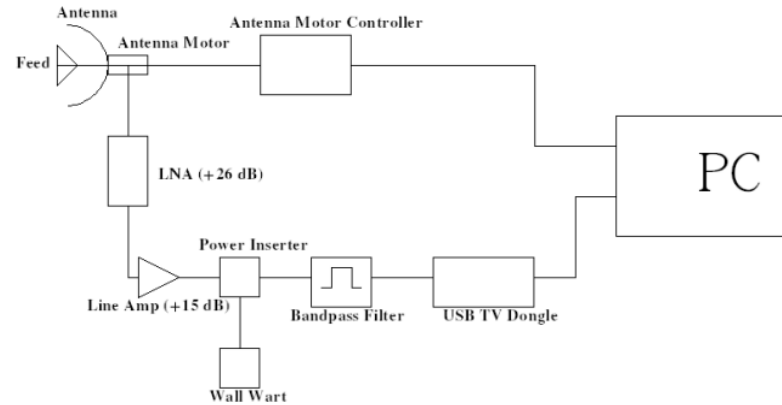 Antenna
Antenna Motor Controller
Antenna Motor
Feed
PC
LNA (+26 dB)
Power Inserter
Line Amp (+15 dB)
Bandpass Filter
USB TV Dongle
Wall Wart